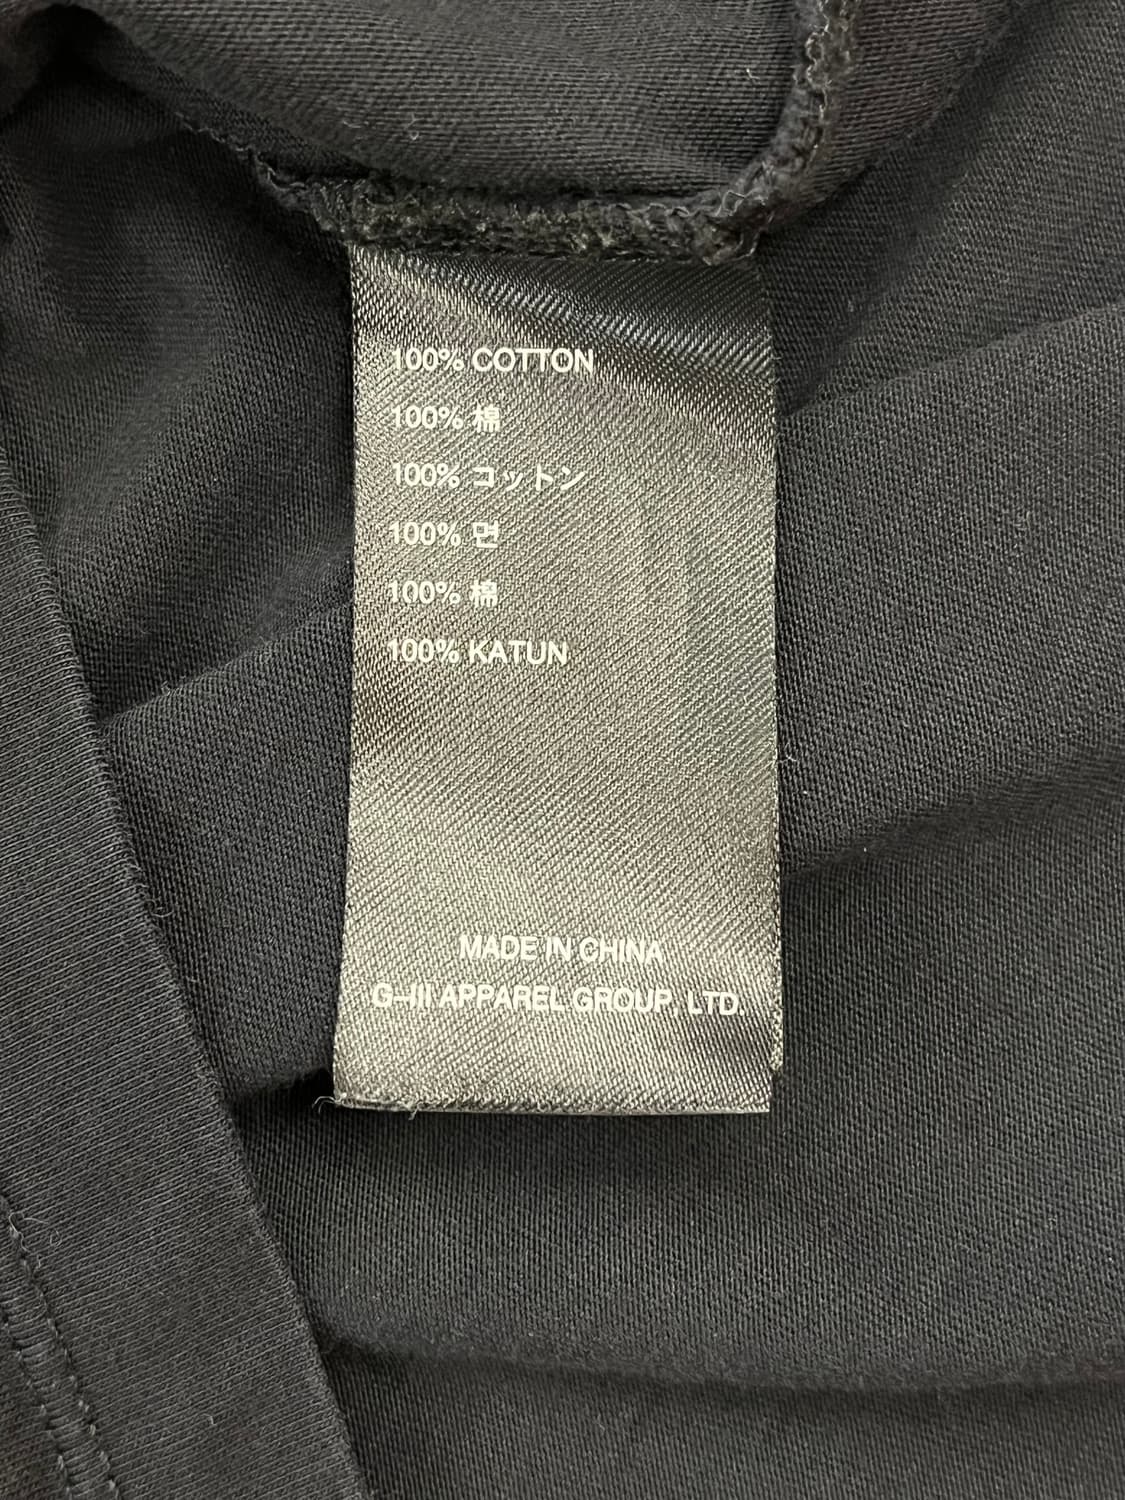 100% COTTON
100% 棉
100% コットン
100% 면
100% 棉
100% KATUN
MADE IN CHINA
G-III APPAREL GROUP, LTD.